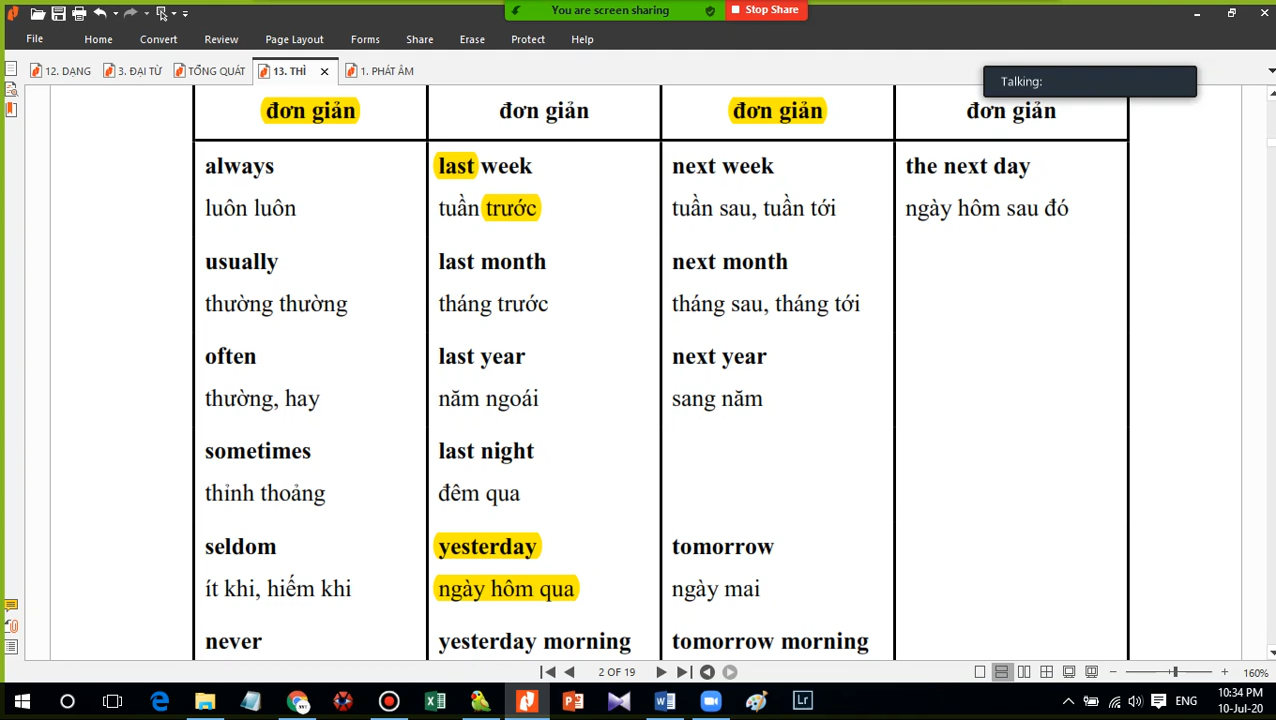 You are screen sharing
Stop Share
File
Home
Convert
Review
Page Layout
Forms
Share
Erase
Protect
Help
12. DẠNG
3. ĐẠI TỪ
TỔNG QUÁT
13. THÌ
1. PHÁT ÂM
Talking:
đơn giản đơn giản đơn giản đơn giản
always last week next week the next day
luôn luôn tuần trước tuần sau, tuần tới ngày hôm sau đó
usually last month next month
thường thường tháng trước tháng sau, tháng tới
often last year next year
thường, hay năm ngoái sang năm
sometimes last night
thỉnh thoảng đêm qua
seldom yesterday tomorrow
ít khi, hiếm khi ngày hôm qua ngày mai
never yesterday morning tomorrow morning
2 OF 19
160%
ENG
10:34 PM
10-Jul-20